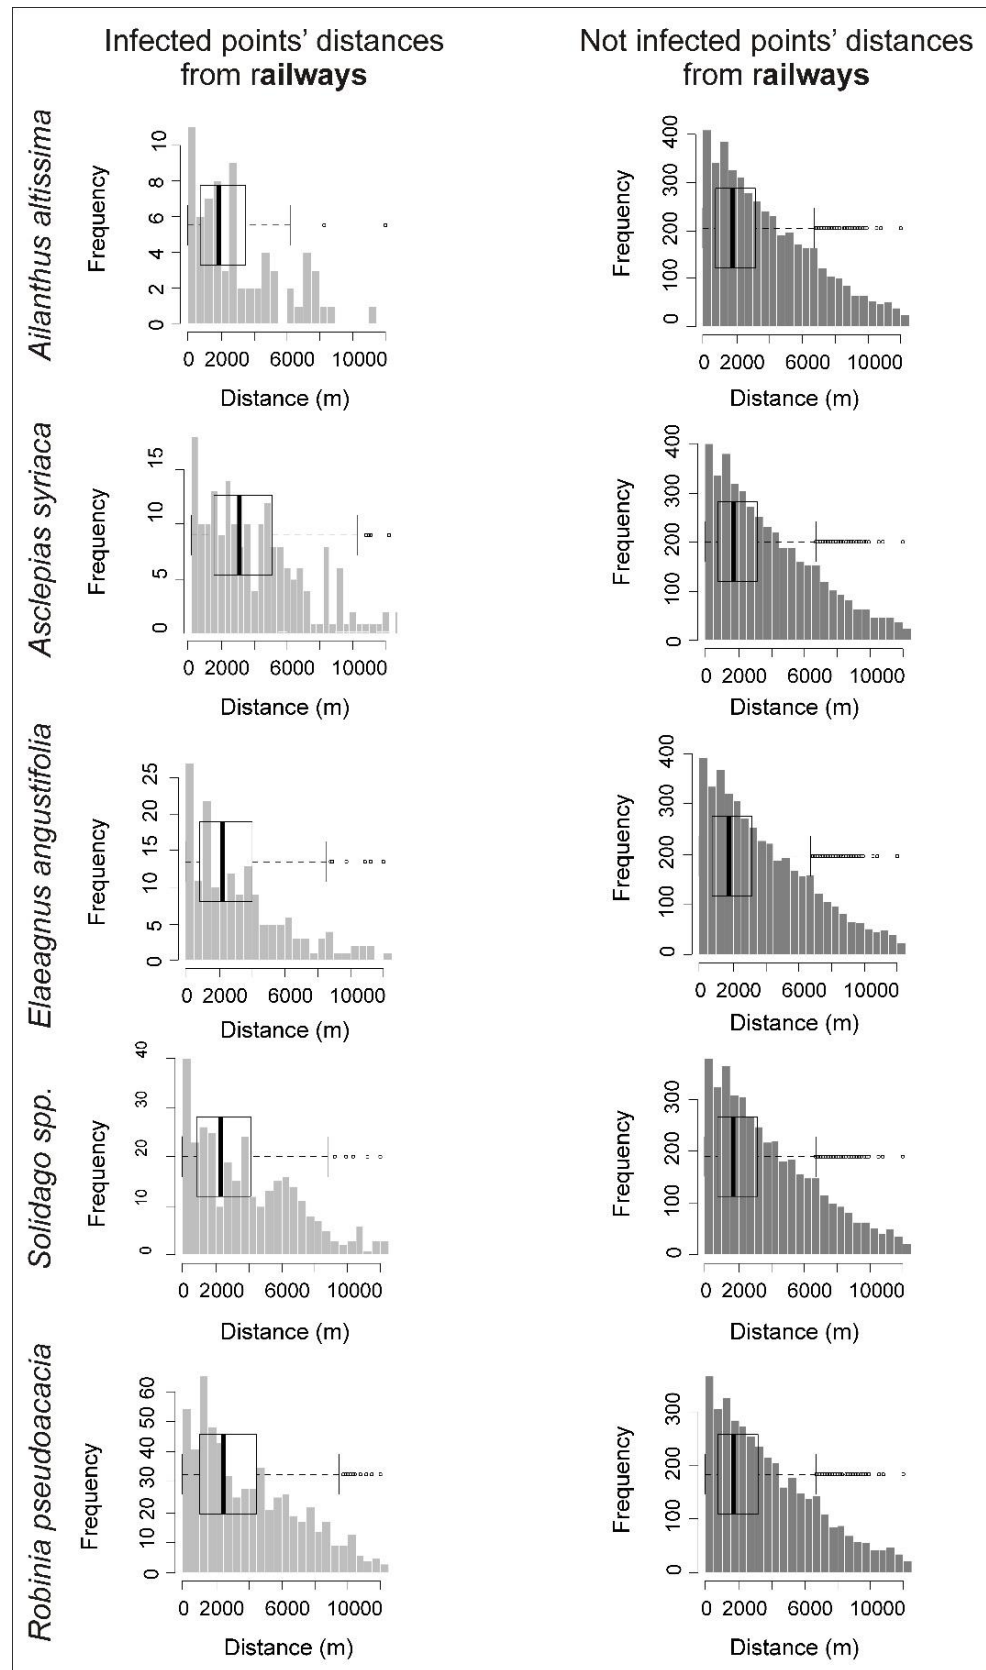 Infected points’ distances
from railways
Not infected points’ distances
from railways
Ailanthus altissima
Frequency
0 2 4 6 8 10
0 2000 6000 10000
Distance (m)
Frequency
0 100 200 300 400
0 2000 6000 10000
Distance (m)
Asclepias syriaca
Frequency
0 5 10 15
0 2000 6000 10000
Distance (m)
Frequency
0 100 200 300 400
0 2000 6000 10000
Distance (m)
Elaeagnus angustifolia
Frequency
0 5 10 15 20 25
0 2000 6000 10000
Distance (m)
Frequency
0 100 200 300 400
0 2000 6000 10000
Distance (m)
Solidago spp.
Frequency
0 10 20 30 40
0 2000 6000 10000
Distance (m)
Frequency
0 100 200 300
0 2000 6000 10000
Distance (m)
Robinia pseudoacacia
Frequency
0 10 20 30 40 50 60
0 2000 6000 10000
Distance (m)
Frequency
0 100 200 300
0 2000 6000 10000
Distance (m)